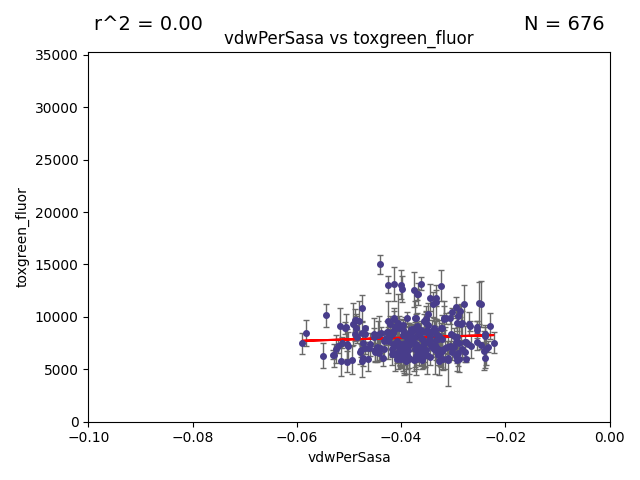 r^2 = 0.00
N = 676
vdwPerSasa vs toxgreen_fluor
35000
30000
25000
20000
15000
10000
5000
0
toxgreen_fluor
−0.10
−0.08
−0.06
−0.04
−0.02
0.00
vdwPerSasa